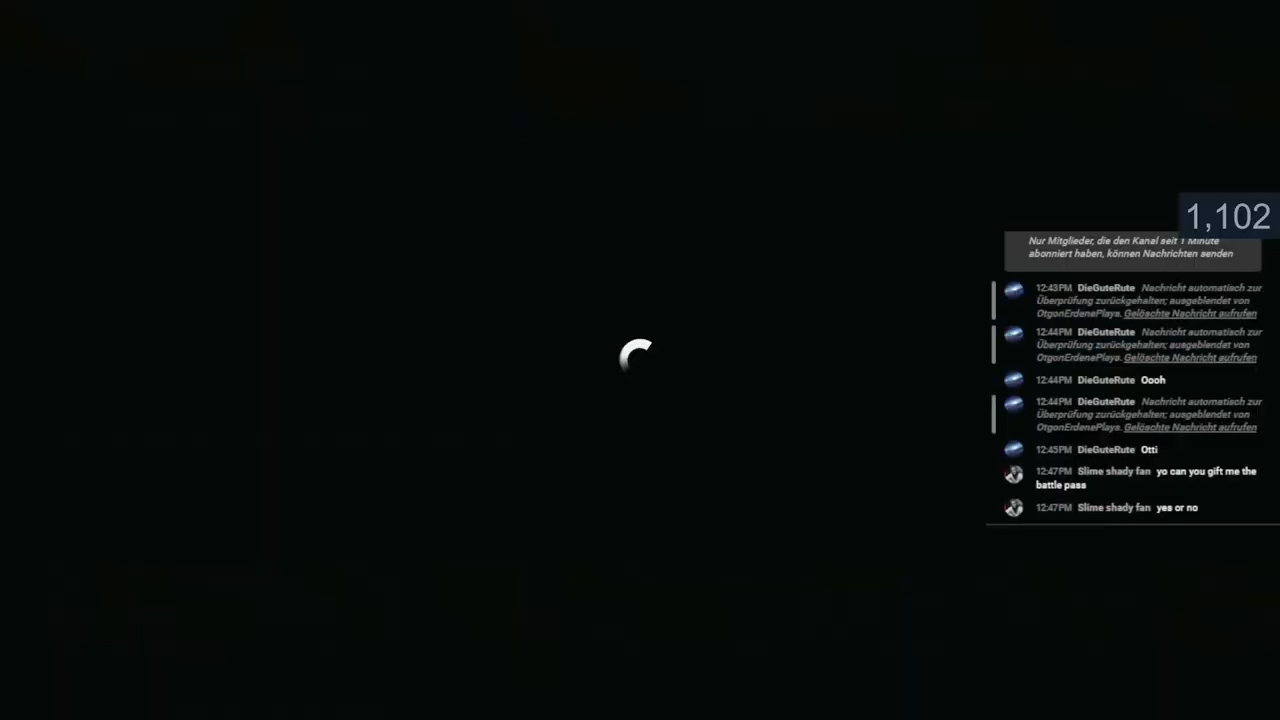 1,102
Nur Mitglieder, die den Kanal seit 1 Minute
abonniert haben, können Nachrichten senden
12:43PM DieGuteRute Nachricht automatisch zur
Überprüfung zurückgehalten; ausgeblendet von
OtgonErdenePlaya. Gelöschte Nachricht aufrufen
12:44PM DieGuteRute Nachricht automatisch zur
Überprüfung zurückgehalten; ausgeblendet von
OtgonErdenePlaya. Gelöschte Nachricht aufrufen
12:44PM DieGuteRute Oooh
12:44PM DieGuteRute Nachricht automatisch zur
Überprüfung zurückgehalten; ausgeblendet von
OtgonErdenePlaya. Gelöschte Nachricht aufrufen
12:45PM DieGuteRute Otti
12:47PM Slime shady fan yo can you gift me the
battle pass
12:47PM Slime shady fan yes or no